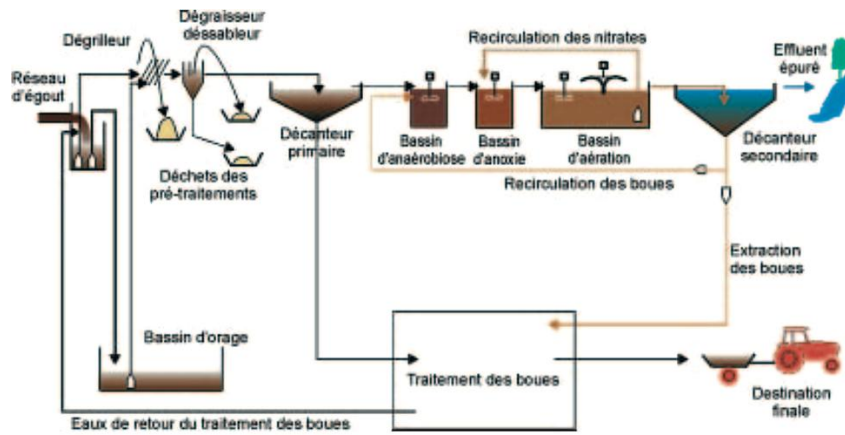 Dégrilleur
Dégraisseur
déssableur
Réseau
d'égout
Déchets des
pré-traitements
Décanteur
primaire
Recirculation des nitrates
Bassin
d'anaérobiose
Bassin
d'anoxie
Bassin
d'aération
Effluent
épuré
Décanteur
secondaire
Recirculation des boues
Extraction
des boues
Bassin d'orage
Traitement des boues
Destination
finale
Eaux de retour du traitement des boues